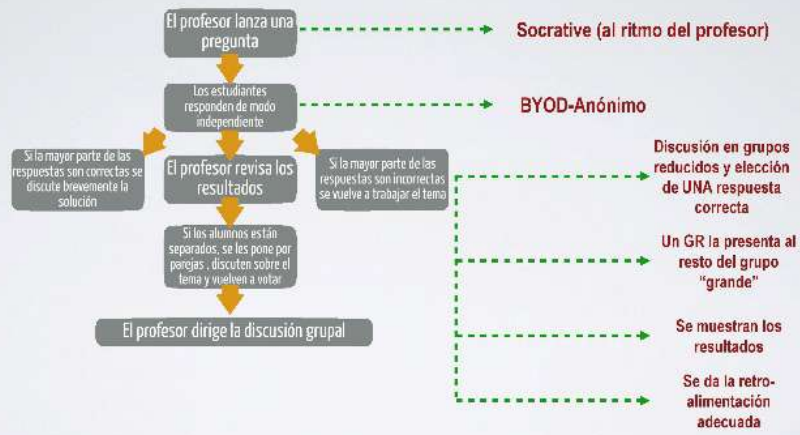 El profesor lanza una
pregunta
Socrative (al ritmo del profesor)
Los estudiantes
responden de modo
independiente
BYOD-Anónimo
Si la mayor parte de las
respuestas son correctas se
discute brevemente la
solución
El profesor revisa los
resultados
Si la mayor parte de las
respuestas son incorrectas
se vuelve a trabajar el tema
Si los alumnos están
separados, se les pone por
parejas , discuten sobre el
tema y vuelven a votar
El profesor dirige la discusión grupal
Discusión en grupos
reducidos y elección
de UNA respuesta
correcta
Un GR la presenta al
resto del grupo
“grande”
Se muestran los
resultados
Se da la retro-
alimentación
adecuada